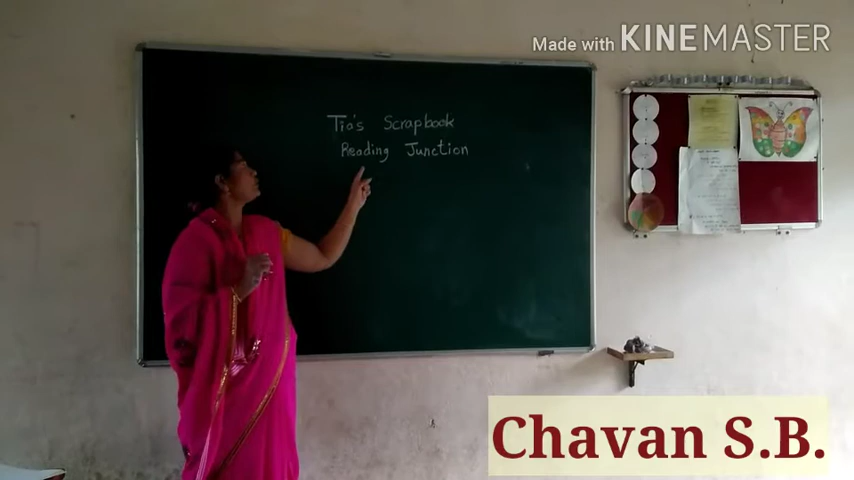 Made with KINEMASTER
Tia's Scrapbook
Reading Junction
Chavan S.B.